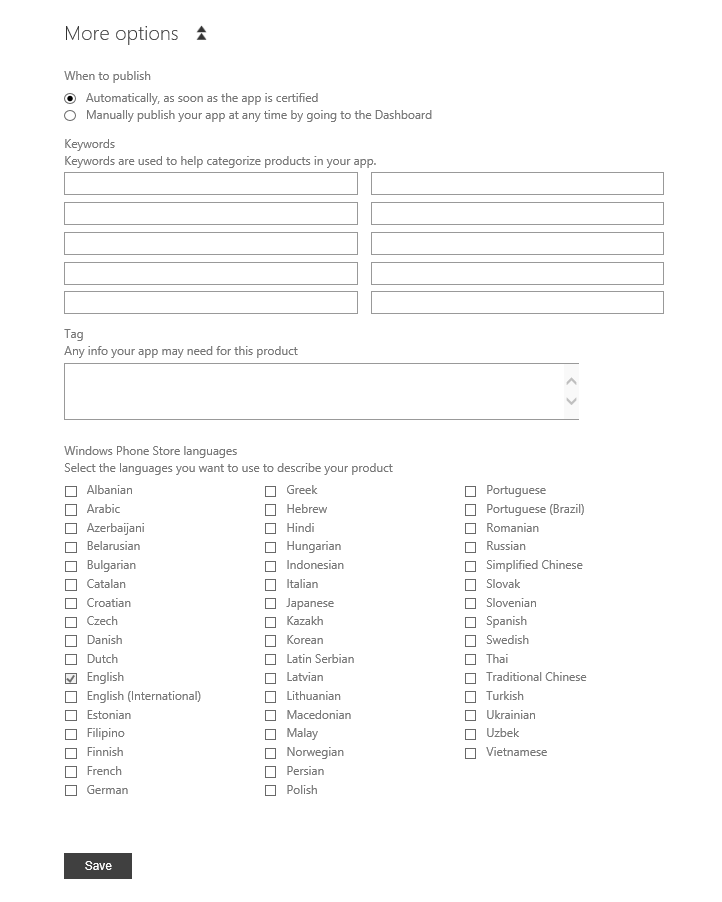 More options
When to publish
Automatically, as soon as the app is certified
Manually publish your app at any time by going to the Dashboard
Keywords
Keywords are used to help categorize products in your app.
Tag
Any info your app may need for this product
Windows Phone Store languages
Select the languages you want to use to describe your product
Albanian
Arabic
Azerbaijani
Belarusian
Bulgarian
Catalan
Croatian
Czech
Danish
Dutch
English
English (International)
Estonian
Filipino
Finnish
French
German
Greek
Hebrew
Hindi
Hungarian
Indonesian
Italian
Japanese
Kazakh
Korean
Latin Serbian
Latvian
Lithuanian
Macedonian
Malay
Norwegian
Persian
Polish
Portuguese
Portuguese (Brazil)
Romanian
Russian
Simplified Chinese
Slovak
Slovenian
Spanish
Swedish
Thai
Traditional Chinese
Turkish
Ukrainian
Uzbek
Vietnamese
Save